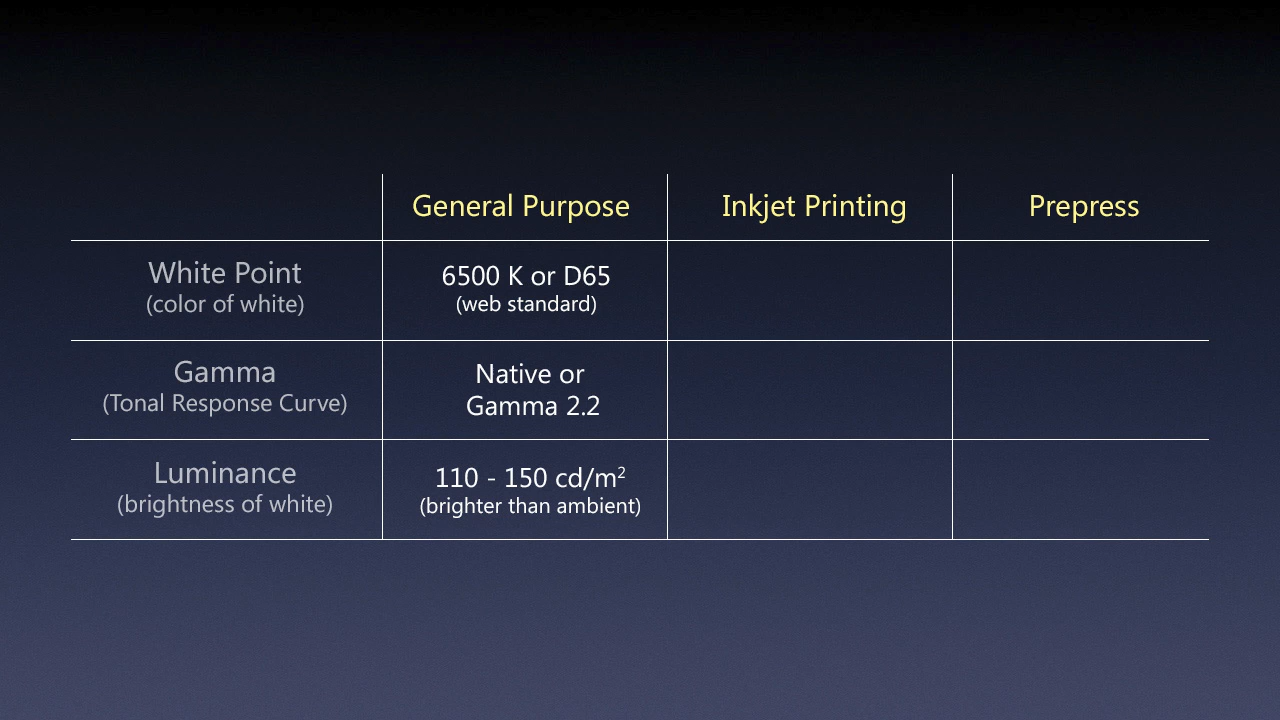 General Purpose Inkjet Printing Prepress
White Point
(color of white)
6500 K or D65
(web standard)
Gamma
(Tonal Response Curve)
Native or
Gamma 2.2
Luminance
(brightness of white)
110 - 150 cd/m²
(brighter than ambient)